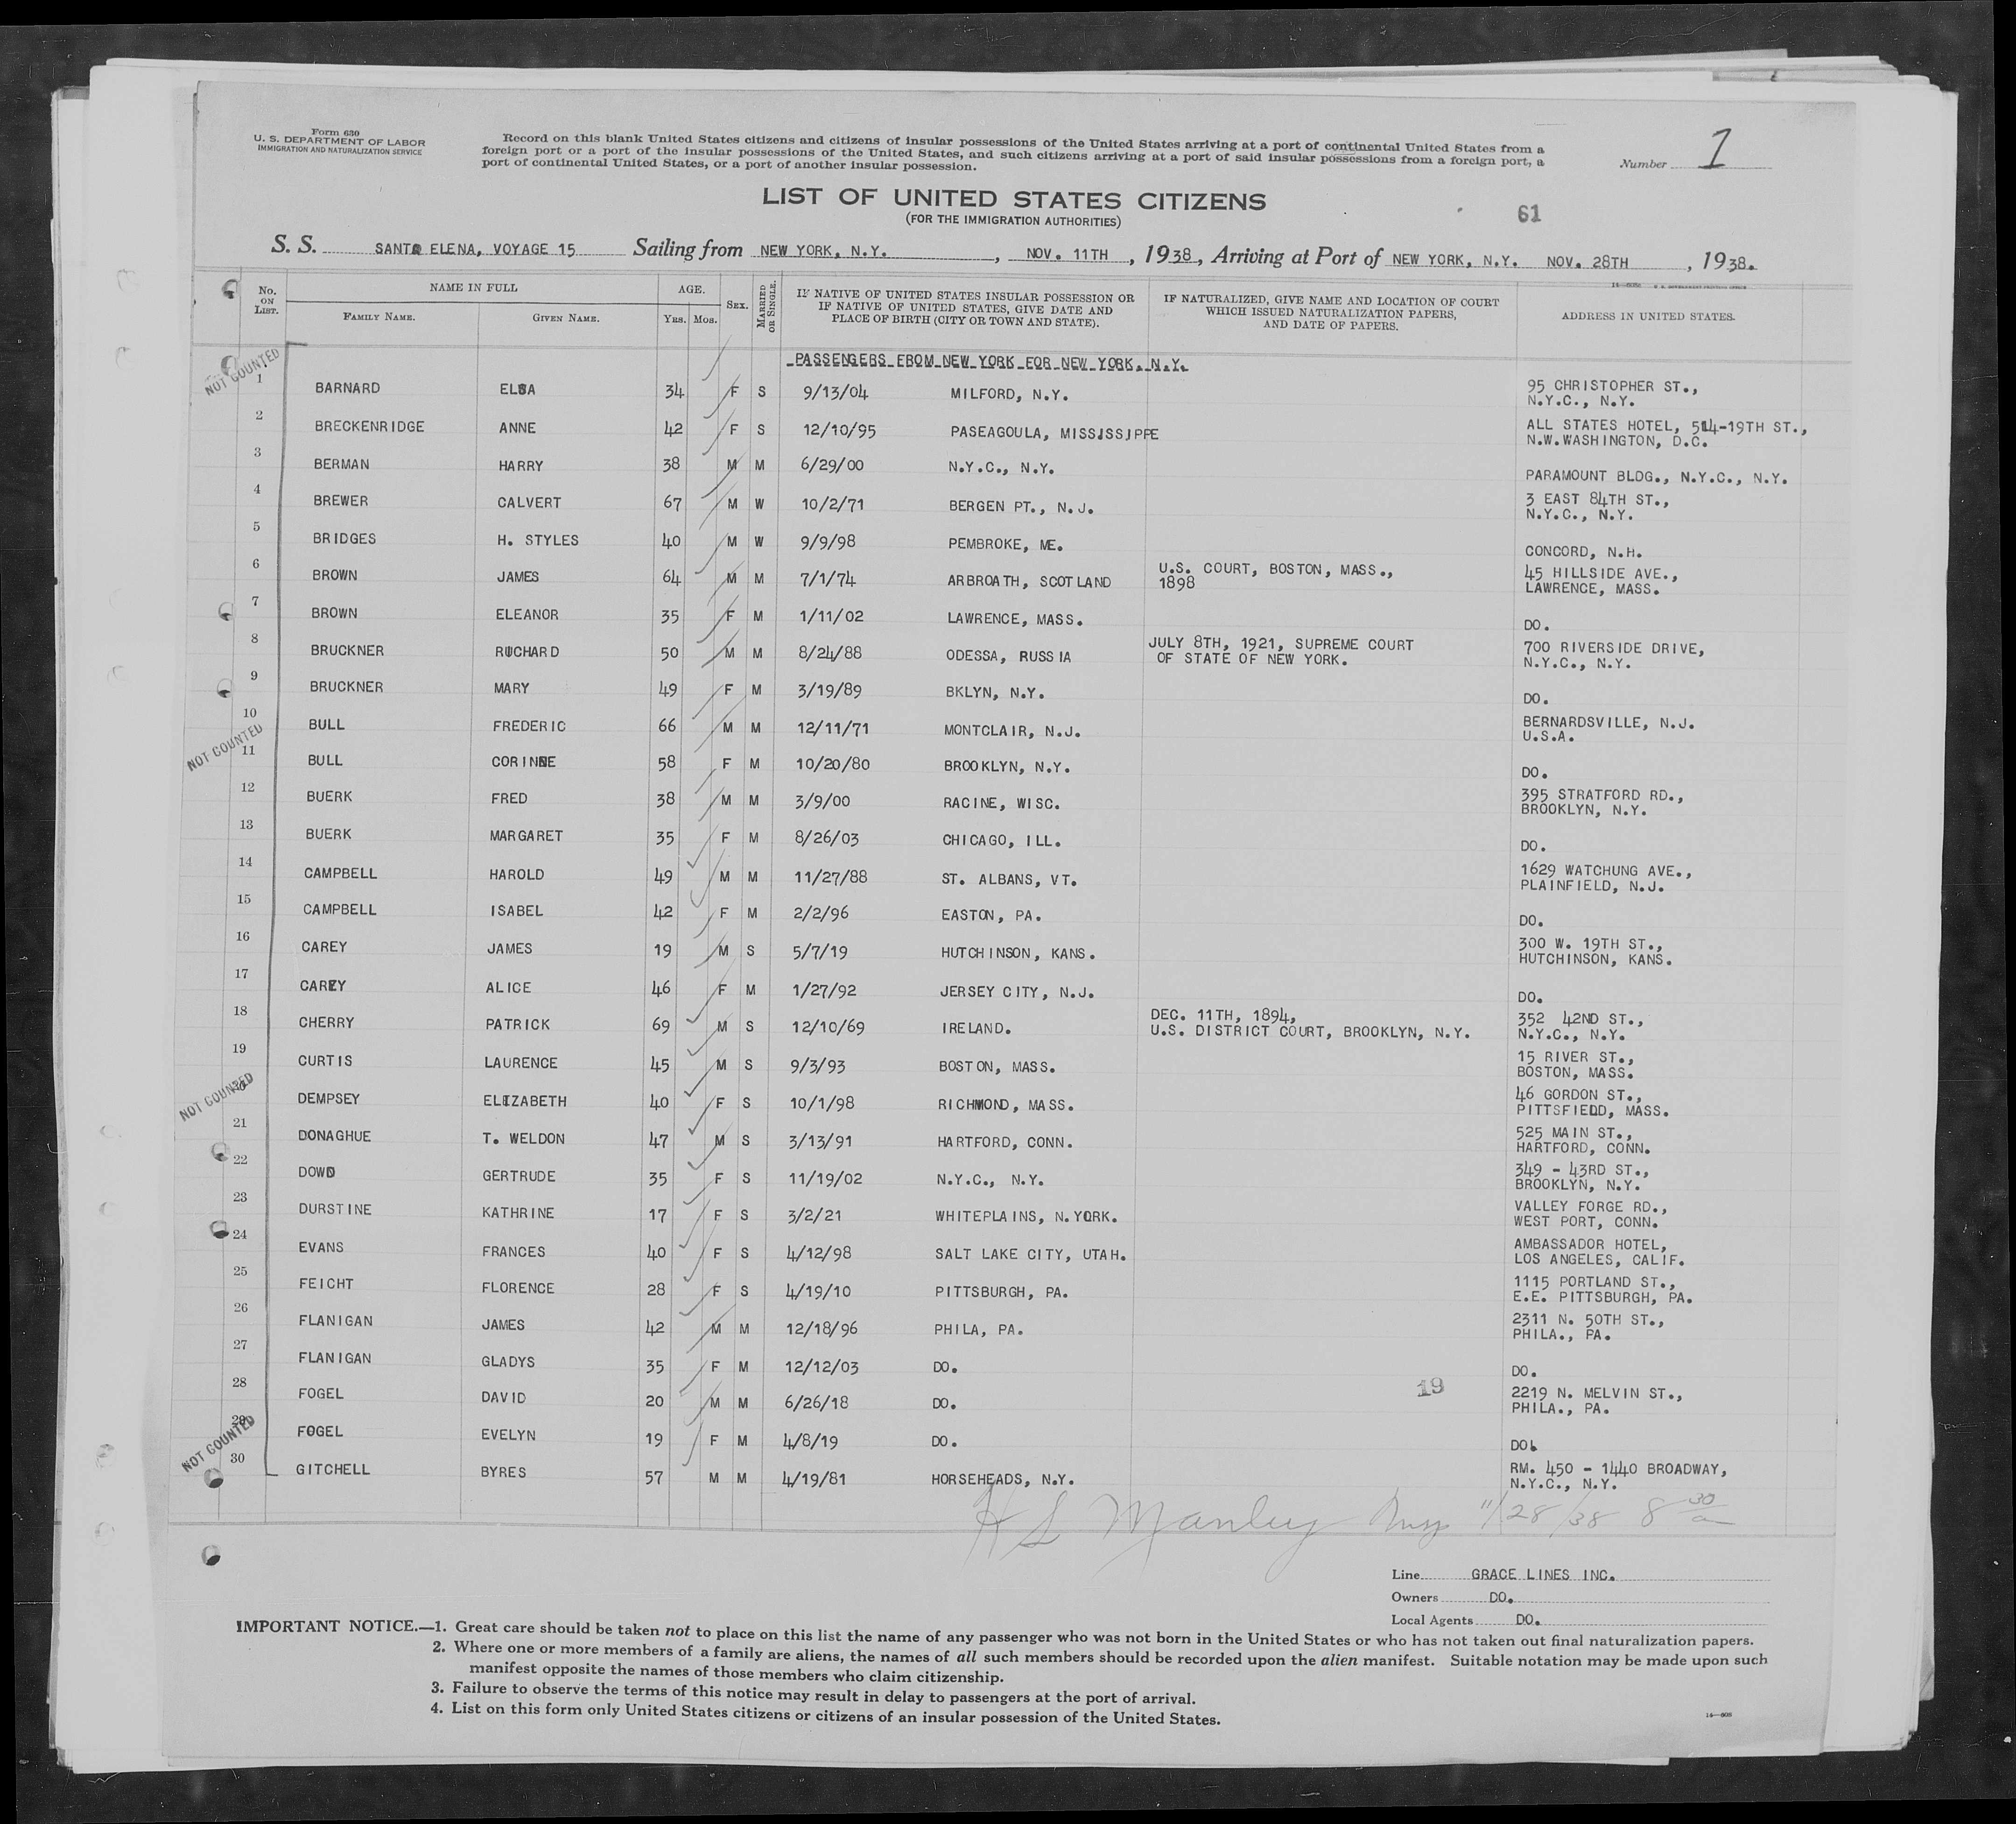 Form 630
U. S. DEPARTMENT OF LABOR
IMMIGRATION AND NATURALIZATION SERVICE
Record on this blank United States citizens and citizens of insular possessions of the United States arriving at a port of continental United States from a
foreign port or a port of the insular possessions of the United States, and such citizens arriving at a port of said insular possessions from a foreign port, a
port of continental United States, or a port of another insular possession.
Number 1
LIST OF UNITED STATES CITIZENS
(FOR THE IMMIGRATION AUTHORITIES)
61
S. S. SANTA ELENA, VOYAGE 15 Sailing from NEW YORK, N.Y. , NOV. 11TH , 1938, Arriving at Port of NEW YORK, N.Y. NOV. 28TH , 1938.
No. ON LIST. NAME IN FULL FAMILY NAME. GIVEN NAME. AGE. YRS. MOS. SEX. MARRIED OR SINGLE. IF NATIVE OF UNITED STATES INSULAR POSSESSION OR IF NATIVE OF UNITED STATES, GIVE DATE AND PLACE OF BIRTH (CITY OR TOWN AND STATE). IF NATURALIZED, GIVE NAME AND LOCATION OF COURT WHICH ISSUED NATURALIZATION PAPERS, AND DATE OF PAPERS. ADDRESS IN UNITED STATES.
PASSENGERS FROM NEW YORK FOR NEW YORK, N.Y.
NOT COUNTED
1 BARNARD ELSA 34 F S 9/13/04 MILFORD, N.Y. 95 CHRISTOPHER ST., N.Y.C., N.Y.
2 BRECKENRIDGE ANNE 42 F S 12/10/95 PASEAGOULA, MISSISSIPPE ALL STATES HOTEL, 514-19TH ST., N.W.WASHINGTON, D.C.
3 BERMAN HARRY 38 M M 6/29/00 N.Y.C., N.Y. PARAMOUNT BLDG., N.Y.C., N.Y.
4 BREWER CALVERT 67 M W 10/2/71 BERGEN PT., N.J. 3 EAST 84TH ST., N.Y.C., N.Y.
5 BRIDGES H. STYLES 40 M W 9/9/98 PEMBROKE, ME. CONCORD, N.H.
6 BROWN JAMES 64 M M 7/1/74 ARBROATH, SCOTLAND U.S. COURT, BOSTON, MASS., 1898 45 HILLSIDE AVE., LAWRENCE, MASS.
7 BROWN ELEANOR 35 F M 1/11/02 LAWRENCE, MASS. DO.
8 BRUCKNER RICHARD 50 M M 8/24/88 ODESSA, RUSSIA JULY 8TH, 1921, SUPREME COURT OF STATE OF NEW YORK. 700 RIVERSIDE DRIVE, N.Y.C., N.Y.
9 BRUCKNER MARY 49 F M 3/19/89 BKLYN, N.Y. DO.
10 BULL FREDERIC 66 M M 12/11/71 MONTCLAIR, N.J. BERNARDSVILLE, N.J. U.S.A.
NOT COUNTED
11 BULL CORINNE 58 F M 10/20/80 BROOKLYN, N.Y. DO.
12 BUERK FRED 38 M M 3/9/00 RACINE, WISC. 395 STRATFORD RD., BROOKLYN, N.Y.
13 BUERK MARGARET 35 F M 8/26/03 CHICAGO, ILL. DO.
14 CAMPBELL HAROLD 49 M M 11/27/88 ST. ALBANS, VT. 1629 WATCHUNG AVE., PLAINFIELD, N.J.
15 CAMPBELL ISABEL 42 F M 2/2/96 EASTON, PA. DO.
16 CAREY JAMES 19 M S 5/7/19 HUTCHINSON, KANS. 300 W. 19TH ST., HUTCHINSON, KANS.
17 CAREY ALICE 46 F M 1/27/92 JERSEY CITY, N.J. DO.
18 CHERRY PATRICK 69 M S 12/10/69 IRELAND. DEC. 11TH, 1894, U.S. DISTRICT COURT, BROOKLYN, N.Y. 352 42ND ST., N.Y.C., N.Y.
19 CURTIS LAURENCE 45 M S 9/3/93 BOSTON, MASS. 15 RIVER ST., BOSTON, MASS.
NOT COUNTED
20 DEMPSEY ELIZABETH 40 F S 10/1/98 RICHMOND, MASS. 46 GORDON ST., PITTSFIELD, MASS.
21 DONAGHUE T. WELDON 47 M S 3/13/91 HARTFORD, CONN. 525 MAIN ST., HARTFORD, CONN.
22 DOWD GERTRUDE 35 F S 11/19/02 N.Y.C., N.Y. 349 - 43RD ST., BROOKLYN, N.Y.
23 DURSTINE KATHRINE 17 F S 3/2/21 WHITEPLAINS, N.YORK. VALLEY FORGE RD., WEST PORT, CONN.
24 EVANS FRANCES 40 F S 4/12/98 SALT LAKE CITY, UTAH. AMBASSADOR HOTEL, LOS ANGELES, CALIF.
25 FEICHT FLORENCE 28 F S 4/19/10 PITTSBURGH, PA. 1115 PORTLAND ST., E.E. PITTSBURGH, PA.
26 FLANIGAN JAMES 42 M M 12/18/96 PHILA, PA. 2311 N. 50TH ST., PHILA., PA.
27 FLANIGAN GLADYS 35 F M 12/12/03 DO. DO.
28 FOGEL DAVID 20 M M 6/26/18 DO. 19 2219 N. MELVIN ST., PHILA., PA.
29 FOGEL EVELYN 19 F M 4/8/19 DO. DO.
NOT COUNTED
30 GITCHELL BYRES 57 M M 4/19/81 HORSEHEADS, N.Y. RM. 450 - 1440 BROADWAY, N.Y.C., N.Y.
H L Manley Insp 11/28/38 8 30 a
Line GRACE LINES INC.
Owners DO.
Local Agents DO.
IMPORTANT NOTICE.—1. Great care should be taken not to place on this list the name of any passenger who was not born in the United States or who has not taken out final naturalization papers.
2. Where one or more members of a family are aliens, the names of all such members should be recorded upon the alien manifest. Suitable notation may be made upon such
manifest opposite the names of those members who claim citizenship.
3. Failure to observe the terms of this notice may result in delay to passengers at the port of arrival.
4. List on this form only United States citizens or citizens of an insular possession of the United States.